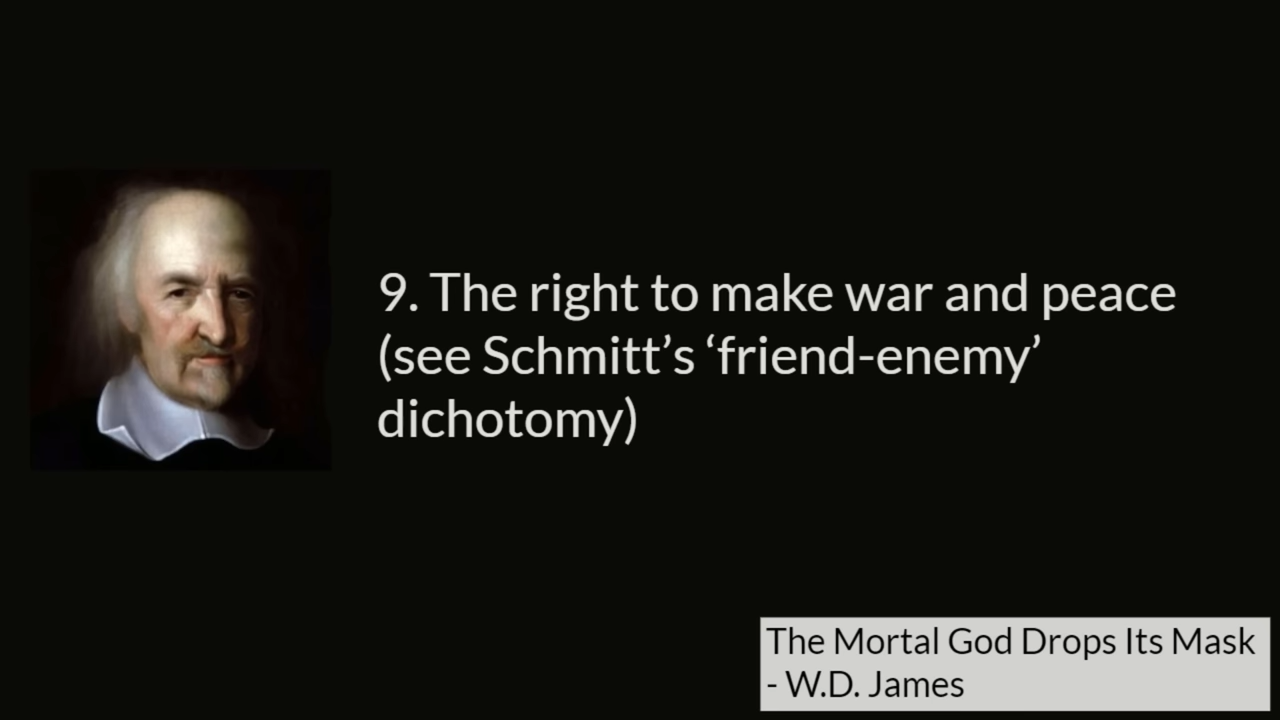 9. The right to make war and peace
(see Schmitt’s ‘friend-enemy’
dichotomy)
The Mortal God Drops Its Mask
- W.D. James